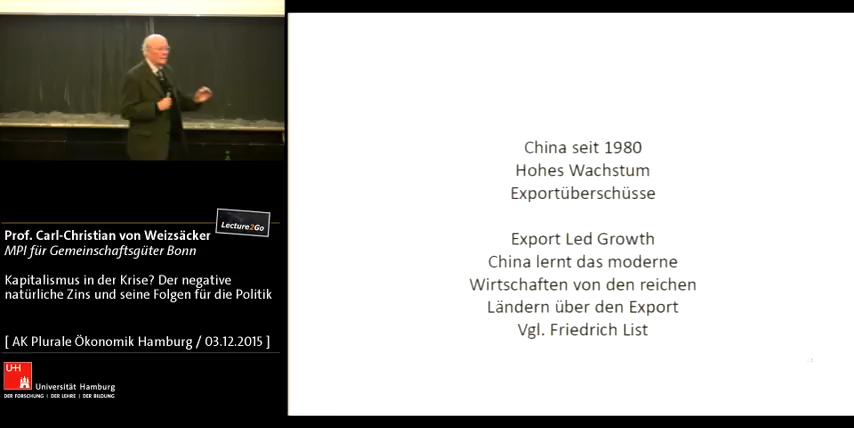 Lecture2Go
Prof. Carl-Christian von Weizsäcker
MPI für Gemeinschaftsgüter Bonn
Kapitalismus in der Krise? Der negative
natürliche Zins und seine Folgen für die Politik
[ AK Plurale Ökonomik Hamburg / 03.12.2015 ]
UHH
Universität Hamburg
DER FORSCHUNG | DER LEHRE | DER BILDUNG
China seit 1980
Hohes Wachstum
Exportüberschüsse
Export Led Growth
China lernt das moderne
Wirtschaften von den reichen
Ländern über den Export
Vgl. Friedrich List